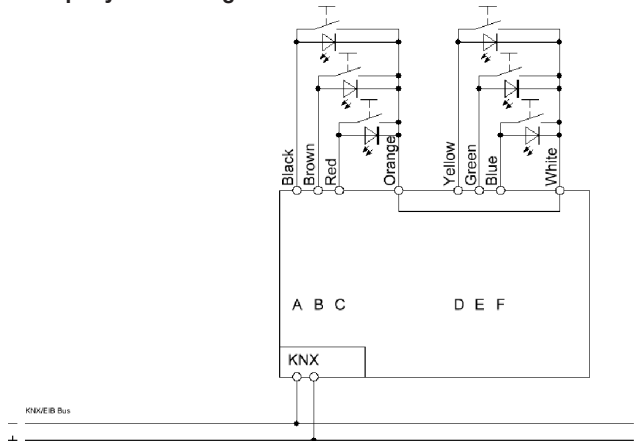 Black Brown Red Orange Yellow Green Blue White
A B C D E F
KNX
KNX/EIB Bus
–
+